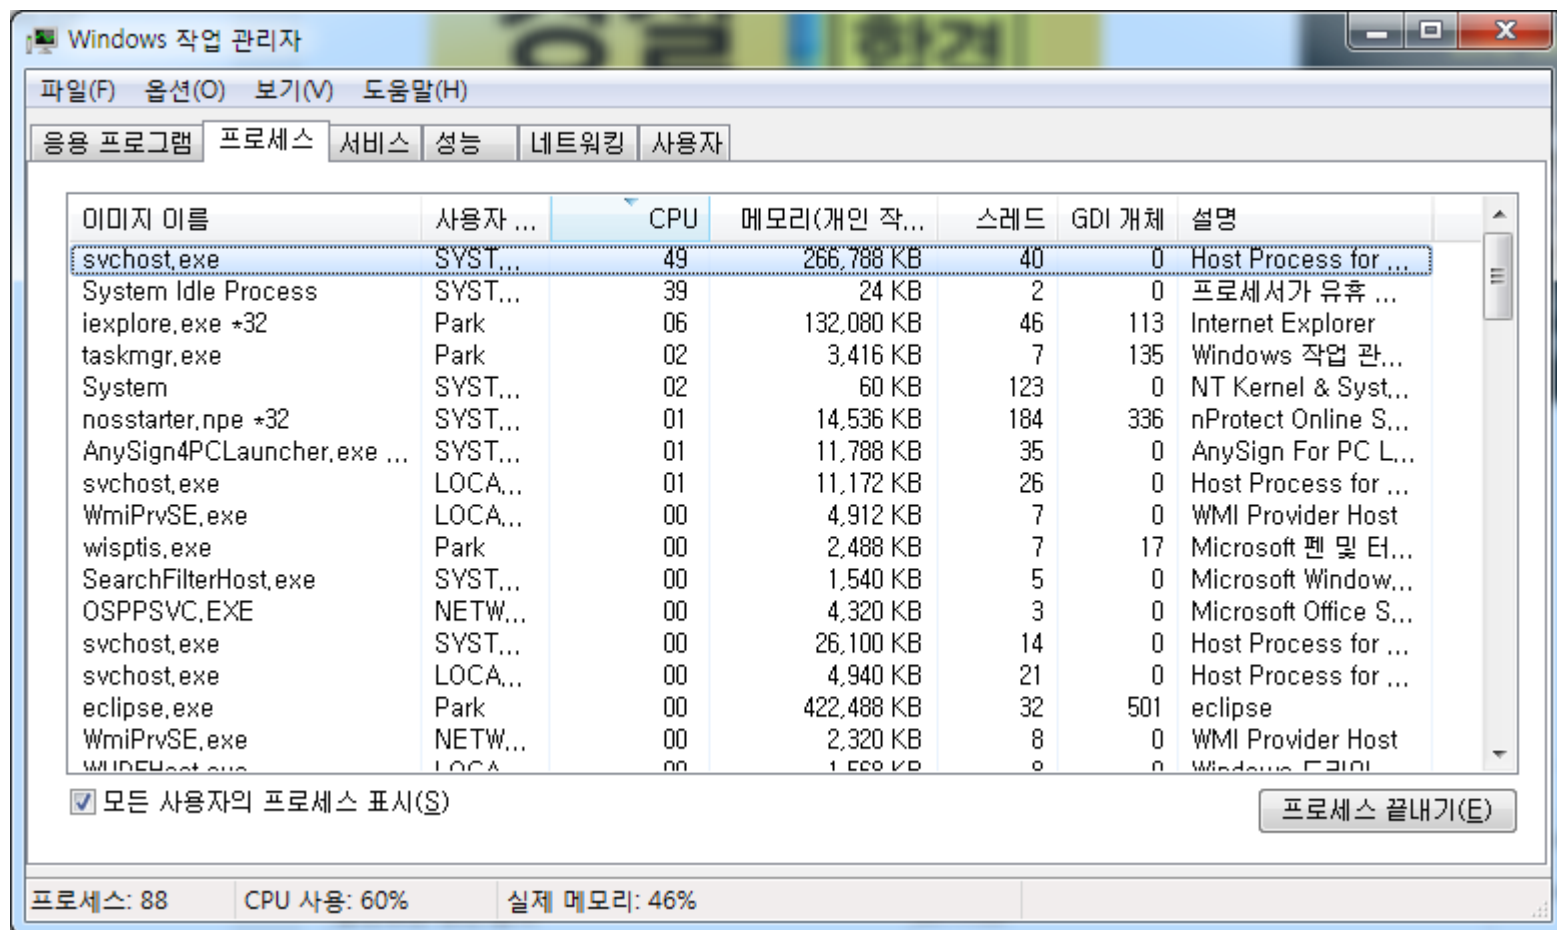 Windows 작업 관리자
파일(F) 옵션(O) 보기(V) 도움말(H)
응용 프로그램 프로세스 서비스 성능 네트워킹 사용자
이미지 이름 사용자 ... CPU 메모리(개인 작... 스레드 GDI 개체 설명
svchost.exe SYST... 49 266,788 KB 40 0 Host Process for ...
System Idle Process SYST... 39 24 KB 2 0 프로세서가 유휴 ...
iexplore.exe *32 Park 06 132,080 KB 46 113 Internet Explorer
taskmgr.exe Park 02 3,416 KB 7 135 Windows 작업 관...
System SYST... 02 60 KB 123 0 NT Kernel & Syst...
nosstarter.npe *32 SYST... 01 14,536 KB 184 336 nProtect Online S...
AnySign4PCLauncher.exe ... SYST... 01 11,788 KB 35 0 AnySign For PC L...
svchost.exe LOCA... 01 11,172 KB 26 0 Host Process for ...
WmiPrvSE.exe LOCA... 00 4,912 KB 7 0 WMI Provider Host
wisptis.exe Park 00 2,488 KB 7 17 Microsoft 펜 및 터...
SearchFilterHost.exe SYST... 00 1,540 KB 5 0 Microsoft Window...
OSPPSVC.EXE NETW... 00 4,320 KB 3 0 Microsoft Office S...
svchost.exe SYST... 00 26,100 KB 14 0 Host Process for ...
svchost.exe LOCA... 00 4,940 KB 21 0 Host Process for ...
eclipse.exe Park 00 422,488 KB 32 501 eclipse
WmiPrvSE.exe NETW... 00 2,320 KB 8 0 WMI Provider Host
모든 사용자의 프로세스 표시(S)
프로세스 끝내기(E)
프로세스: 88 CPU 사용: 60% 실제 메모리: 46%